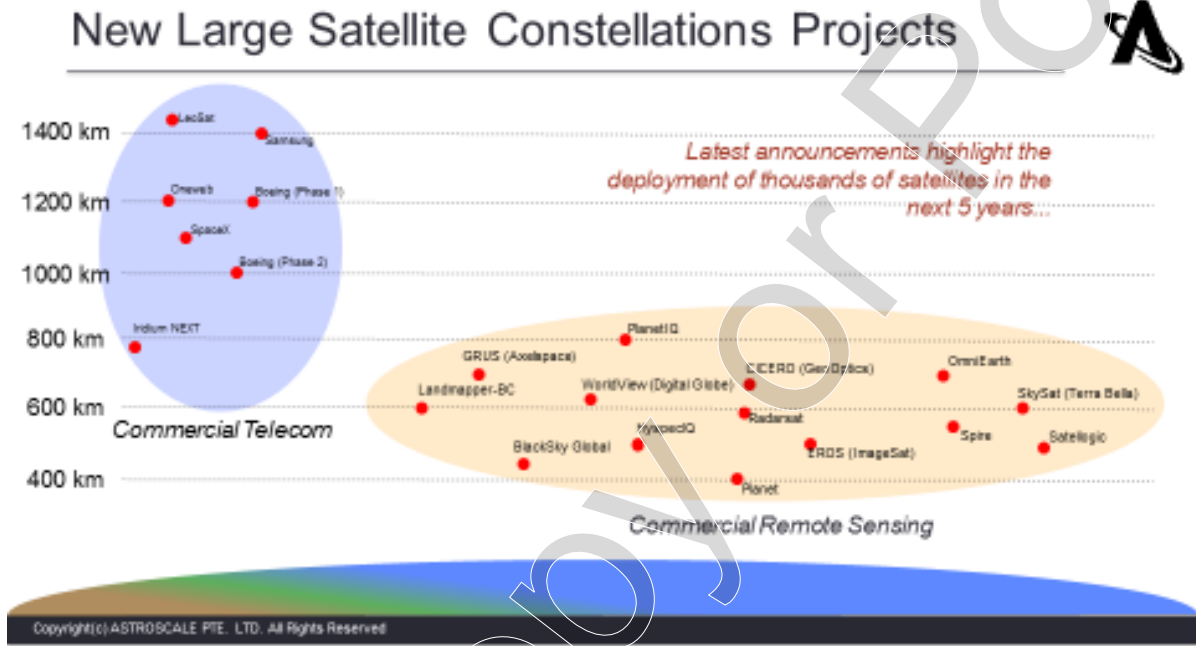 New Large Satellite Constellations Projects
1400 km
LeoSat
Samsung
Latest announcements highlight the
deployment of thousands of satellites in the
next 5 years...
1200 km
Oneweb
Boeing (Phase 1)
SpaceX
1000 km
Boeing (Phase 2)
800 km
Iridium NEXT
PlanetIQ
GRUS (Axelspace)
CICERO (GeoOptics)
OmniEarth
Landmapper-BC
WorldView (Digital Globe)
SkySat (Terra Bella)
600 km
Radarsat
Commercial Telecom
HyspecIQ
Spire
Satellogic
BlackSky Global
EROS (ImageSat)
400 km
Planet
Commercial Remote Sensing
Copyright(c) ASTROSCALE PTE. LTD. All Rights Reserved
opy or Po